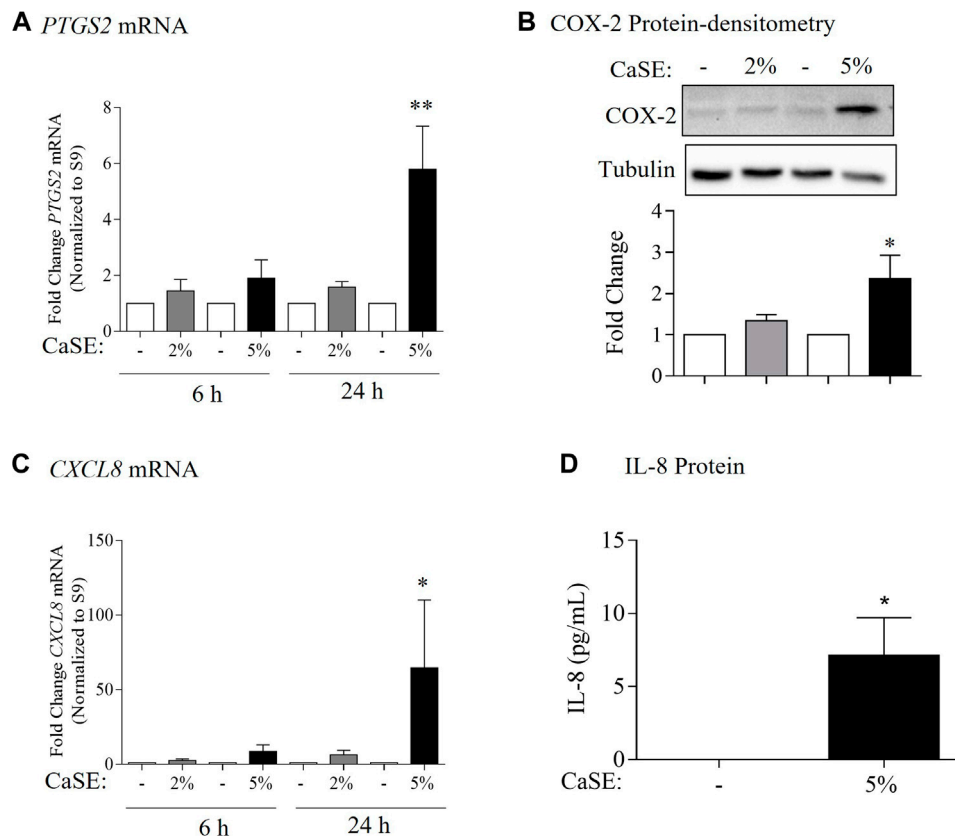 A PTGS2 mRNA
Fold Change PTGS2 mRNA
(Normalized to S9)
8
6
4
2
0
**
CaSE: - 2% - 5% - 2% - 5%
6 h 24 h
B COX-2 Protein-densitometry
CaSE: - 2% - 5%
COX-2
Tubulin
Fold Change
4
3
2
1
0
*
C CXCL8 mRNA
Fold Change CXCL8 mRNA
(Normalized to S9)
150
100
50
0
*
CaSE: - 2% - 5% - 2% - 5%
6 h 24 h
D IL-8 Protein
IL-8 (pg/mL)
15
10
5
0
*
CaSE: - 5%